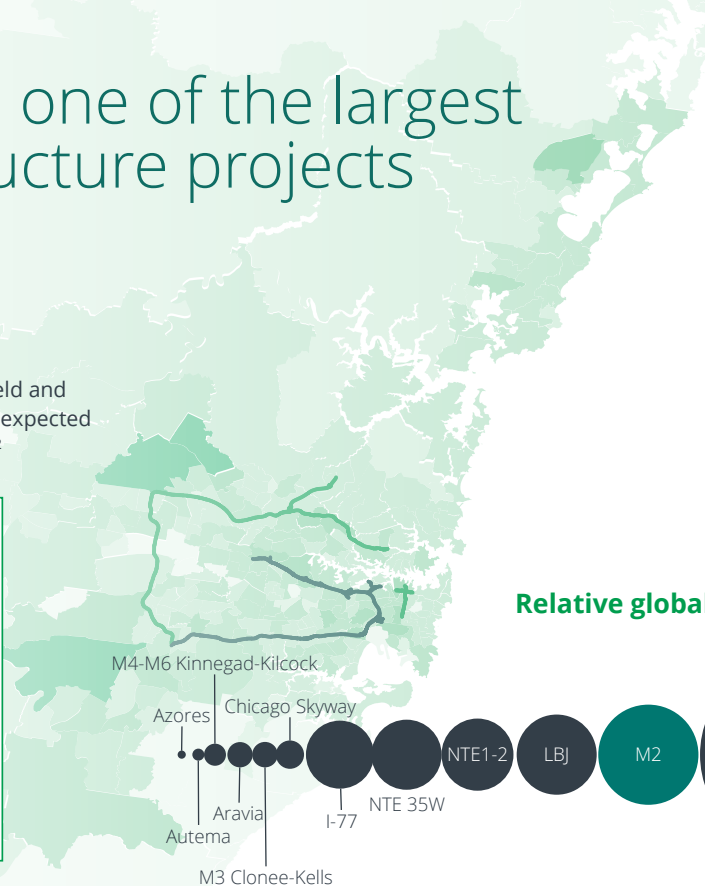 one of the largest
ucture projects
eld and
expected
2
Relative global
M4-M6 Kinnegad-Kilcock
Azores
Chicago Skyway
NTE1-2
LBJ
M2
Aravia
I-77
NTE 35W
Autema
M3 Clonee-Kells